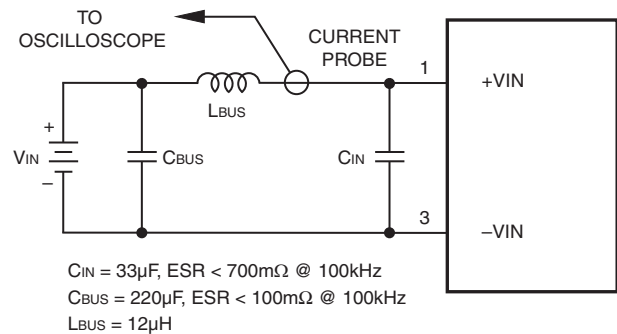 TO
OSCILLOSCOPE
CURRENT
PROBE
1
+VIN
LBUS
+
VIN
–
CBUS
CIN
3
–VIN
CIN = 33µF, ESR < 700mΩ @ 100kHz
CBUS = 220µF, ESR < 100mΩ @ 100kHz
LBUS = 12µH